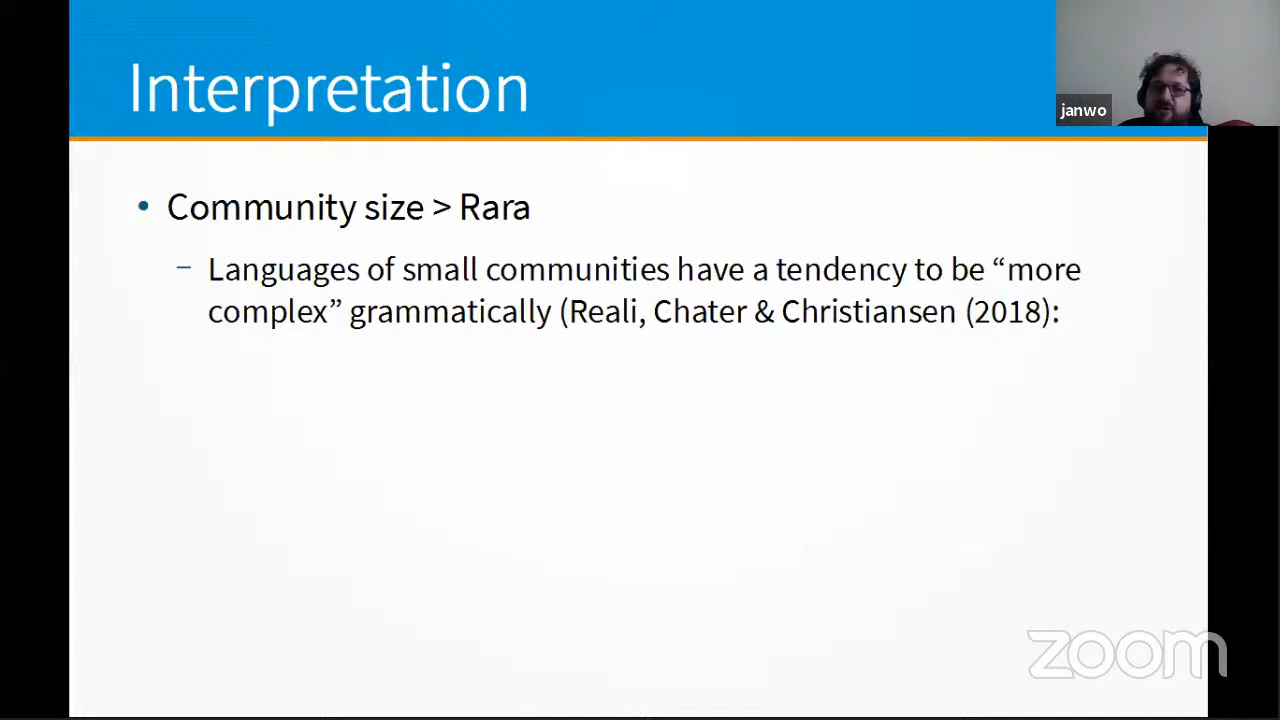 Interpretation
janwo
• Community size > Rara
– Languages of small communities have a tendency to be “more
complex” grammatically (Reali, Chater & Christiansen (2018):
zoom